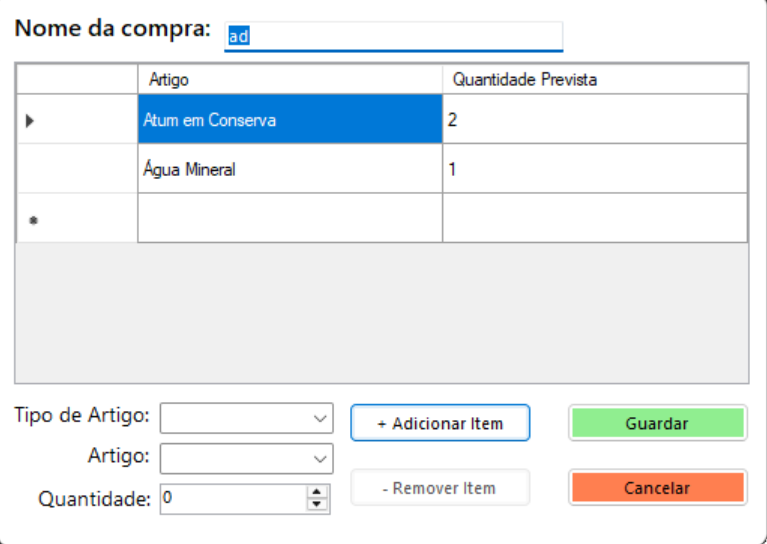 Nome da compra: ad
Artigo Quantidade Prevista
Atum em Conserva 2
Água Mineral 1
*
Tipo de Artigo: + Adicionar Item Guardar
Artigo:
Quantidade: 0 - Remover Item Cancelar